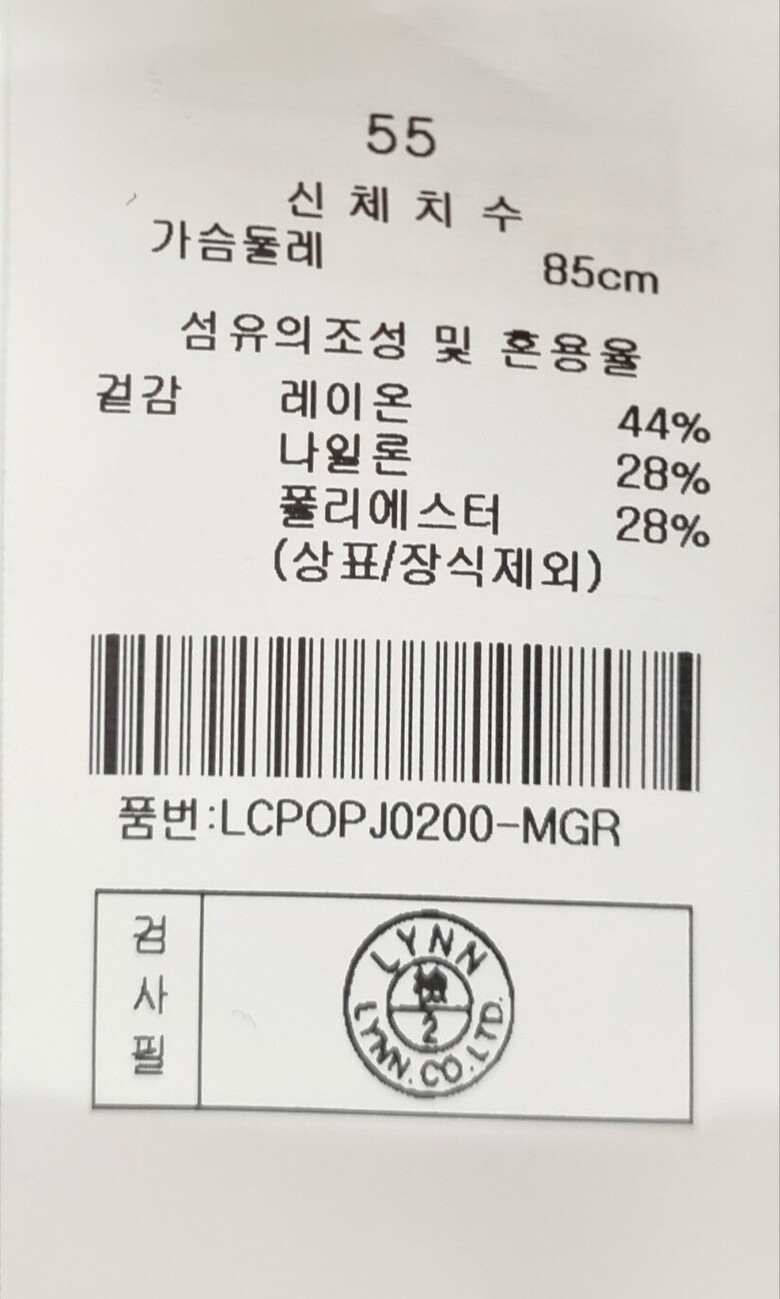 55
신체치수
가슴둘레 85cm
섬유의조성 및 혼용율
겉감 레이온 44%
나일론 28%
폴리에스터 28%
(상표/장식제외)
품번:LCPOPJ0200-MGR
검사필
LYNN
檢
2
LYNN.CO.LTD.